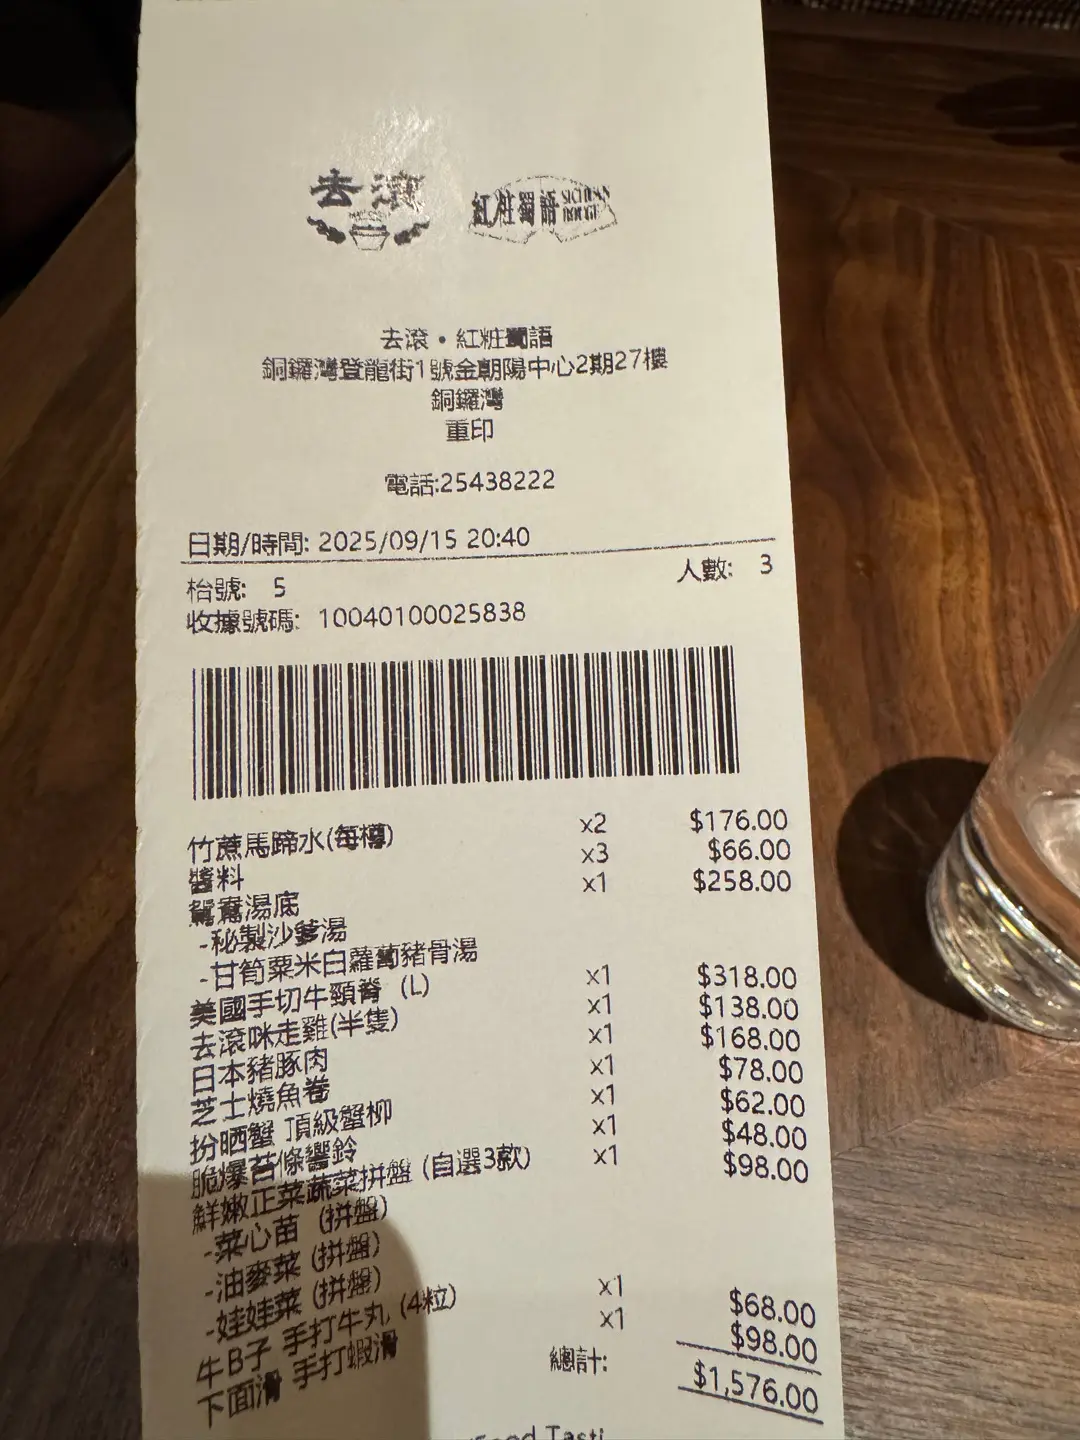 去滾
紅粧蜀語 SICHUAN ROUGE
去滾・紅粧蜀語
銅鑼灣登龍街1號金朝陽中心2期27樓
銅鑼灣
重印
電話:25438222
日期/時間: 2025/09/15 20:40
枱號: 5 人數: 3
收據號碼: 10040100025838
竹蔗馬蹄水(每樽) x2 $176.00
醬料 x3 $66.00
鴛鴦湯底 x1 $258.00
-秘製沙爹湯
-甘筍粟米白蘿蔔豬骨湯
美國手切牛頸脊 (L) x1 $318.00
去滾咪走雞(半隻) x1 $138.00
日本豬豚肉 x1 $168.00
芝士燒魚卷 x1 $78.00
扮晒蟹 頂級蟹柳 x1 $62.00
脆爆苔條響鈴 x1 $48.00
鮮嫩正菜蔬菜拼盤 (自選3款) x1 $98.00
-菜心苗 (拼盤)
-油麥菜 (拼盤)
-娃娃菜 (拼盤)
牛B子 手打牛丸 (4粒) x1 $68.00
下面滑 手打蝦滑 x1 $98.00
總計: $1,576.00